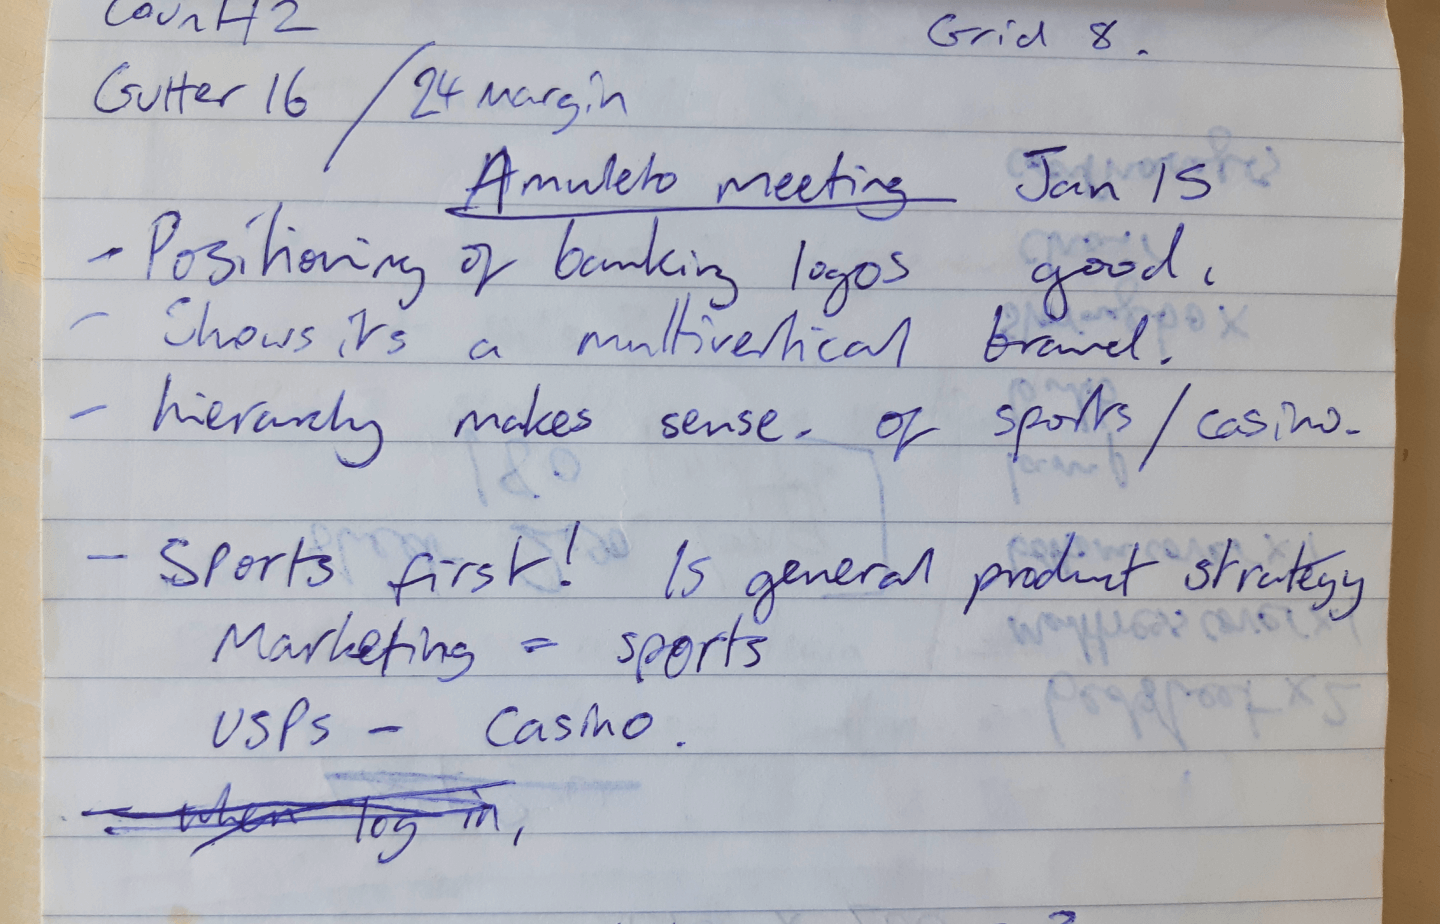 Count 12 Grid 8.
Gutter 16 / 24 Margin
Amuleto meeting Jan 15
- Positioning of banking logos good.
- Shows its a multivertical brand.
- hierarchy makes sense. of sports / casino.
- Sports first! Is general product strategy
Marketing = sports
USPs - Casino.
when log in,